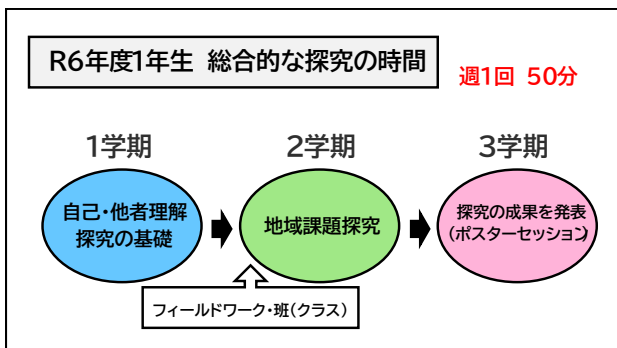 R6年度1年生 総合的な探究の時間
週1回 50分
1学期
2学期
3学期
自己・他者理解
探究の基礎
地域課題探究
探究の成果を発表
(ポスターセッション)
フィールドワーク・班(クラス)